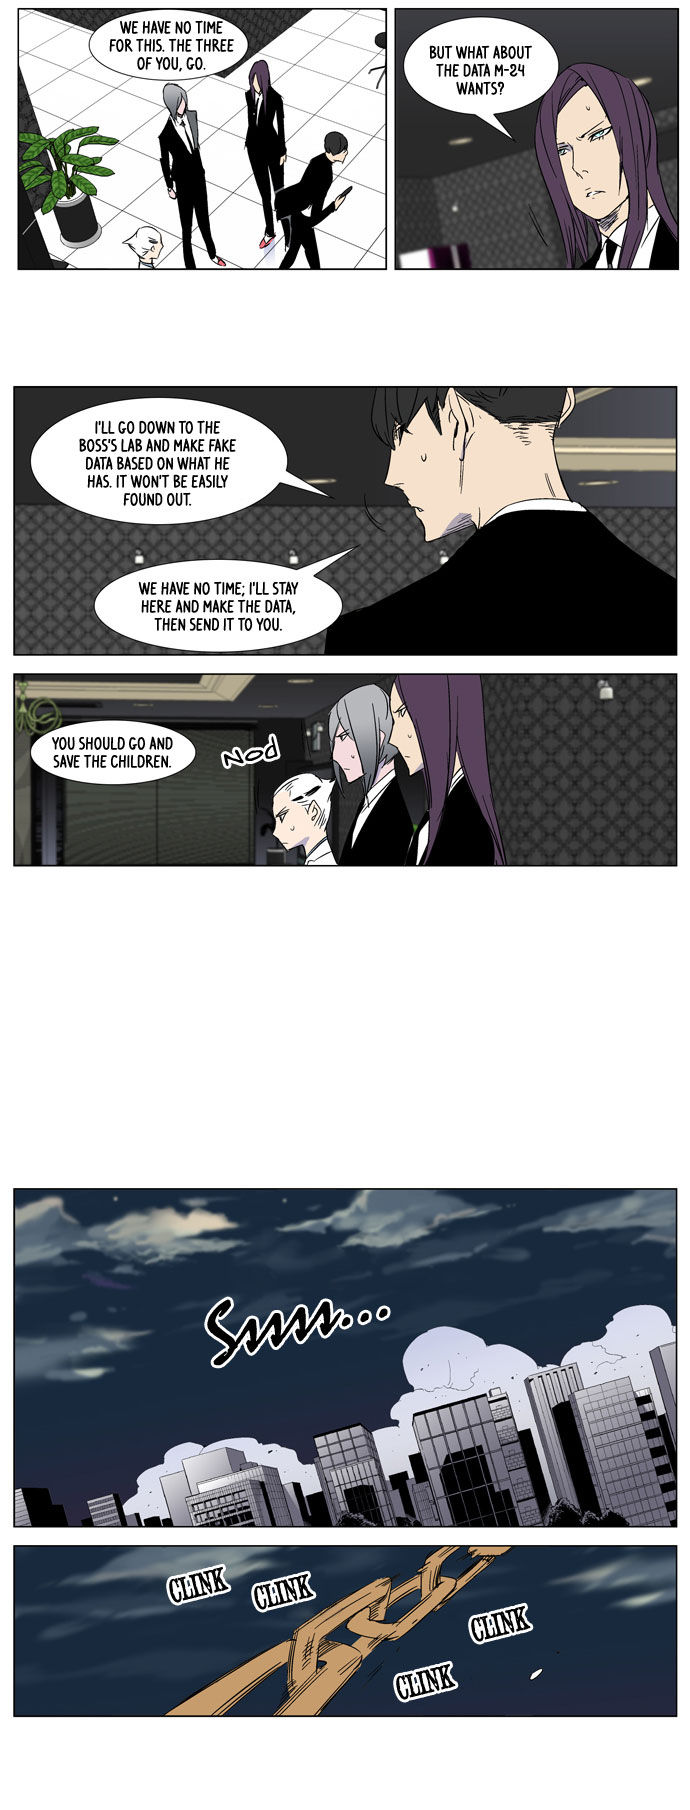 WE HAVE NO TIME
FOR THIS. THE THREE
OF YOU, GO.
BUT WHAT ABOUT
THE DATA M-24
WANTS?
I'LL GO DOWN TO THE
BOSS'S LAB AND MAKE FAKE
DATA BASED ON WHAT HE
HAS. IT WON'T BE EASILY
FOUND OUT.
WE HAVE NO TIME; I'LL STAY
HERE AND MAKE THE DATA,
THEN SEND IT TO YOU.
YOU SHOULD GO AND
SAVE THE CHILDREN.
Nod
Sssss...
CLINK
CLINK
CLINK
CLINK